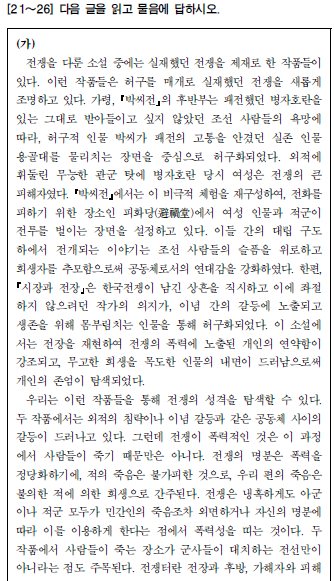 [21~26] 다음 글을 읽고 물음에 답하시오.
(가)
전쟁을 다룬 소설 중에는 실재했던 전쟁을 제재로 한 작품들이
있다. 이런 작품들은 허구를 매개로 실재했던 전쟁을 새롭게
조명하고 있다. 가령, 『박씨전』의 후반부는 패전했던 병자호란을
있는 그대로 받아들이고 싶지 않았던 조선 사람들의 욕망에
따라, 허구적 인물 박씨가 패전의 고통을 안겼던 실존 인물
용골대를 물리치는 장면을 중심으로 허구화되었다. 외적에
휘둘린 무능한 관군 탓에 병자호란 당시 여성은 전쟁의 큰
피해자였다. 『박씨전』에서는 이 비극적 체험을 재구성하여, 전화를
피하기 위한 장소인 피화당(避禍堂)에서 여성 인물과 적군이
전투를 벌이는 장면을 설정하고 있다. 이들 간의 대립 구도
하에서 전개되는 이야기는 조선 사람들의 슬픔을 위로하고
희생자를 추모함으로써 공동체로서의 연대감을 강화하였다. 한편,
『시장과 전장』은 한국전쟁이 남긴 상흔을 직시하고 이에 좌절
하지 않으려던 작가의 의지가, 이념 간의 갈등에 노출되고
생존을 위해 몸부림치는 인물을 통해 허구화되었다. 이 소설에
서는 전장을 재현하여 전쟁의 폭력에 노출된 개인의 연약함이
강조되고, 무고한 희생을 목도한 인물의 내면이 드러남으로써
개인의 존엄이 탐색되었다.
우리는 이런 작품들을 통해 전쟁의 성격을 탐색할 수 있다.
두 작품에서는 외적의 침략이나 이념 갈등과 같은 공동체 사이의
갈등이 드러나고 있다. 그런데 전쟁이 폭력적인 것은 이 과정
에서 사람들이 죽기 때문만은 아니다. 전쟁의 명분은 폭력을
정당화하기에, 적의 죽음은 불가피한 것으로, 우리 편의 죽음은
불의한 적에 의한 희생으로 간주된다. 전쟁은 냉혹하게도 아군
이나 적군 모두가 민간인의 죽음조차 외면하거나 자신의 명분에
따라 이를 이용하게 한다는 점에서 폭력성을 띠는 것이다. 두
작품에서 사람들이 죽는 장소가 군사들이 대치하는 전선만이
아니라는 점도 주목된다. 전쟁터란 전장과 후방, 가해자와 피해